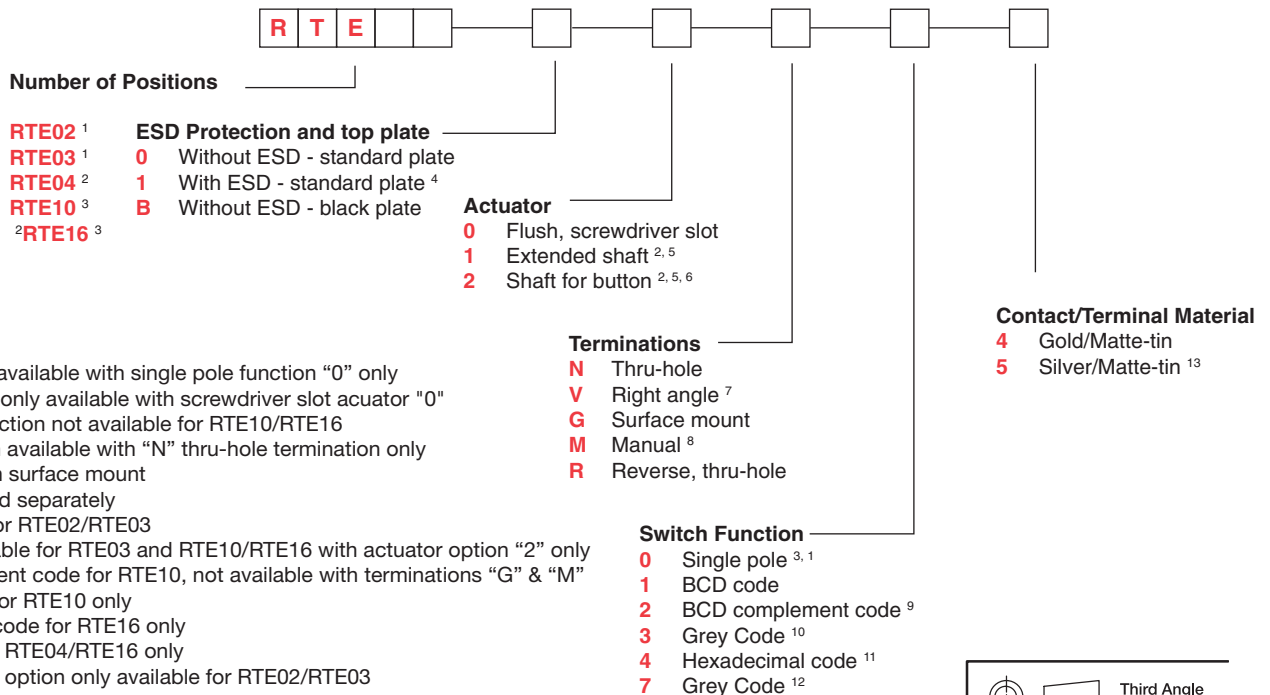 R T E
Number of Positions
RTE02 1
RTE03 1
RTE04 2
RTE10 3
2RTE16 3
ESD Protection and top plate
0 Without ESD - standard plate
1 With ESD - standard plate 4
B Without ESD - black plate
Actuator
0 Flush, screwdriver slot
1 Extended shaft 2, 5
2 Shaft for button 2, 5, 6
Terminations
N Thru-hole
V Right angle 7
G Surface mount
M Manual 8
R Reverse, thru-hole
Switch Function
0 Single pole 3, 1
1 BCD code
2 BCD complement code 9
3 Grey Code 10
4 Hexadecimal code 11
7 Grey Code 12
Contact/Terminal Material
4 Gold/Matte-tin
5 Silver/Matte-tin 13
available with single pole function “0” only
only available with screwdriver slot acuator "0"
ction not available for RTE10/RTE16
available with “N” thru-hole termination only
surface mount
d separately
or RTE02/RTE03
ble for RTE03 and RTE10/RTE16 with actuator option “2” only
ent code for RTE10, not available with terminations “G” & “M”
or RTE10 only
code for RTE16 only
RTE04/RTE16 only
option only available for RTE02/RTE03
Third Angle